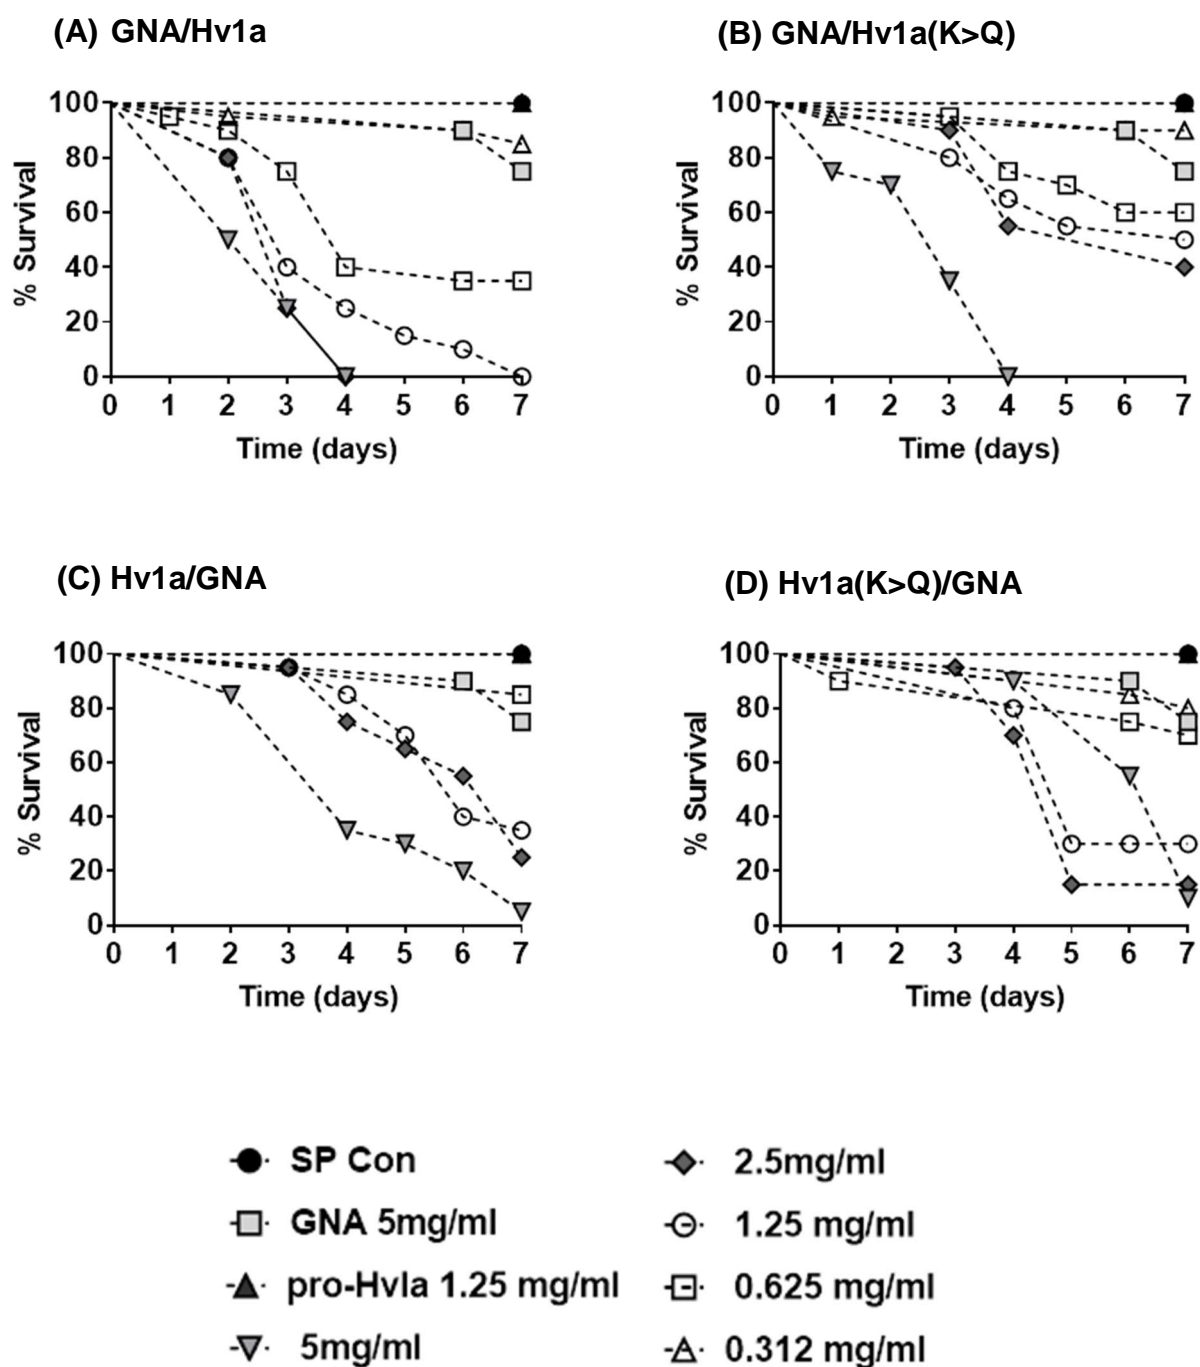 (A) GNA/Hv1a
(B) GNA/Hv1a(K>Q)
100
80
60
40
20
0
% Survival
0 1 2 3 4 5 6 7
Time (days)
100
80
60
40
20
0
% Survival
0 1 2 3 4 5 6 7
Time (days)
(C) Hv1a/GNA
(D) Hv1a(K>Q)/GNA
100
80
60
40
20
0
% Survival
0 1 2 3 4 5 6 7
Time (days)
100
80
60
40
20
0
% Survival
0 1 2 3 4 5 6 7
Time (days)
SP Con
GNA 5mg/ml
pro-HvIa 1.25 mg/ml
5mg/ml
2.5mg/ml
1.25 mg/ml
0.625 mg/ml
0.312 mg/ml